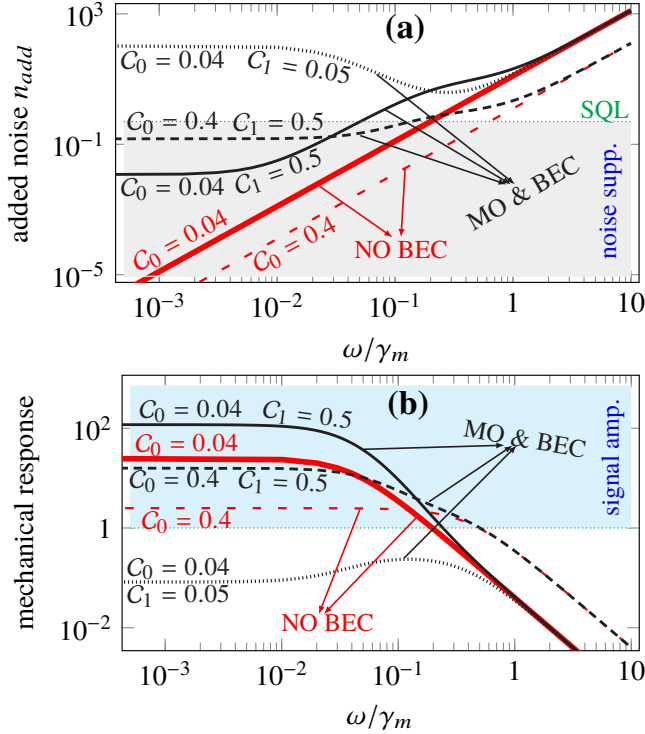 (a)
10^3
10^1
10^{-1}
10^{-5}
added noise n_{add}
C_0 = 0.04 C_1 = 0.05
C_0 = 0.4 C_1 = 0.5
C_0 = 0.04 C_1 = 0.5
C_0 = 0.04
C_0 = 0.4
NO BEC
MO & BEC
SQL
noise supp.
10^{-3} 10^{-2} 10^{-1} 1 10
ω/γ_m
(b)
10^2
1
10^{-2}
mechanical response
C_0 = 0.04 C_1 = 0.5
C_0 = 0.04
C_0 = 0.4 C_1 = 0.5
C_0 = 0.4
C_0 = 0.04
C_1 = 0.05
NO BEC
MO & BEC
signal amp.
10^{-3} 10^{-2} 10^{-1} 1 10
ω/γ_m